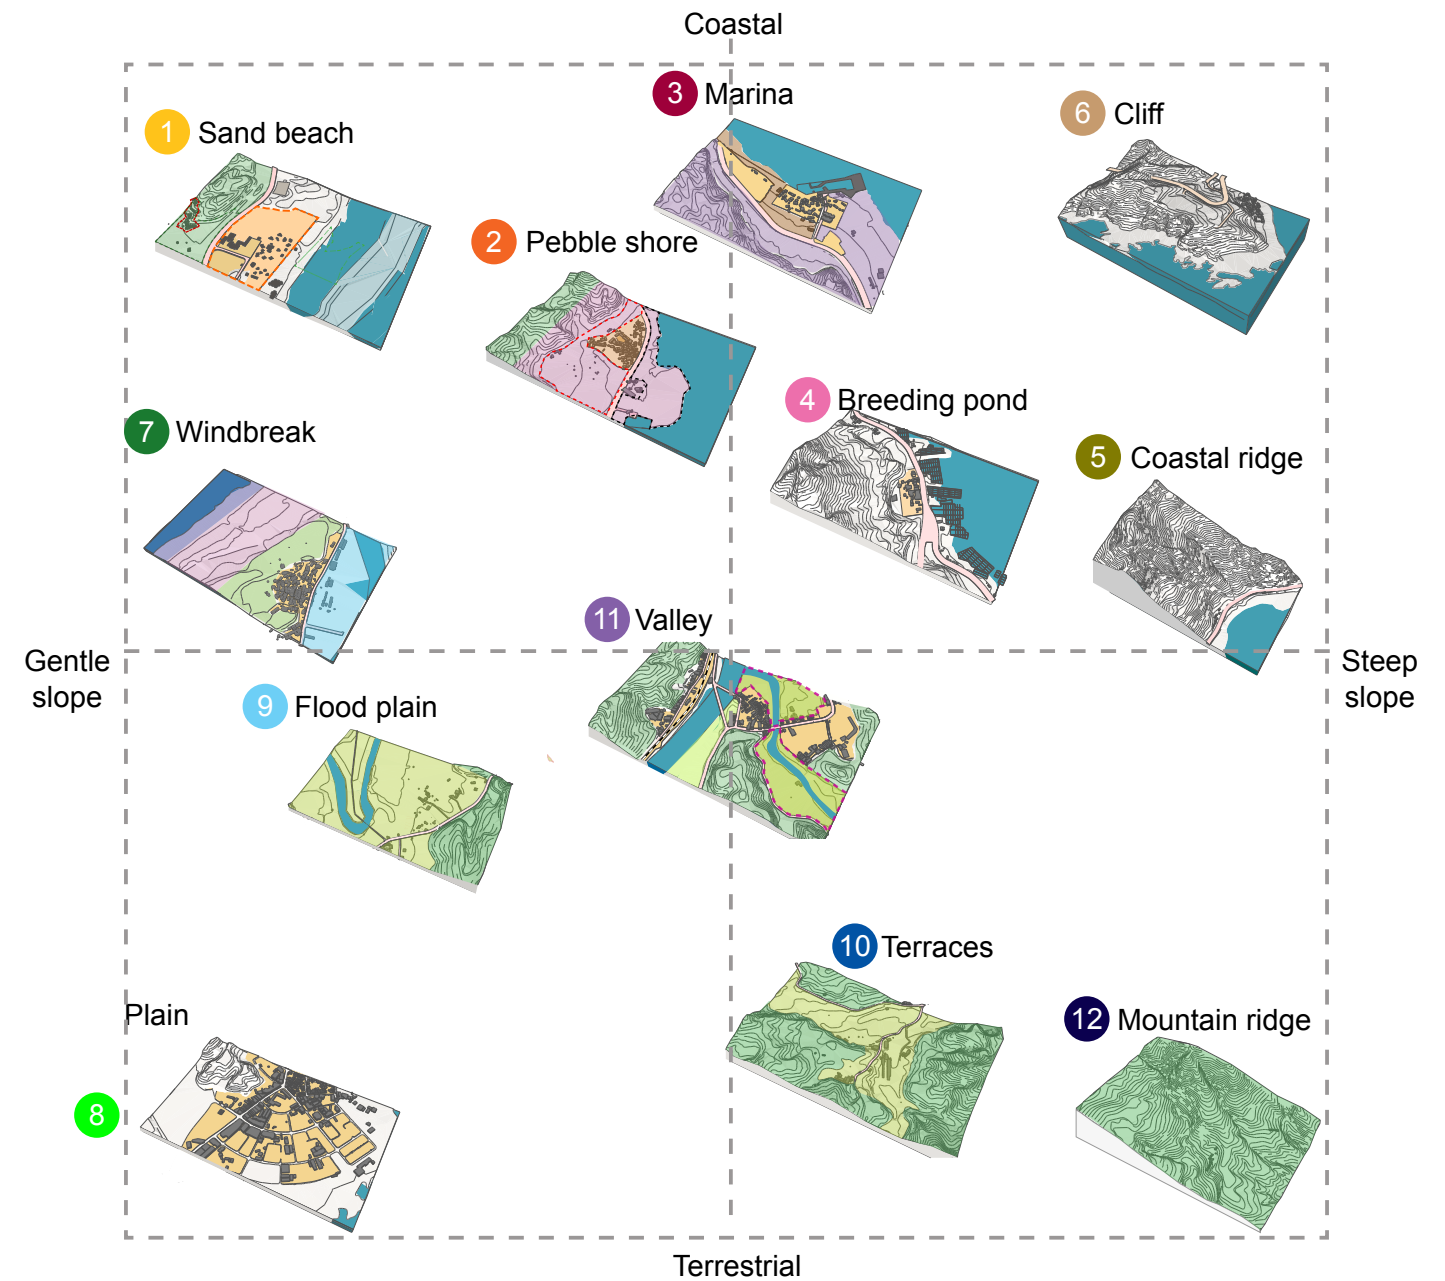 Coastal
3 Marina
6 Cliff
1 Sand beach
2 Pebble shore
4 Breeding pond
7 Windbreak
5 Coastal ridge
11 Valley
Gentle
slope
Steep
slope
9 Flood plain
10 Terraces
Plain
12 Mountain ridge
8
Terrestrial